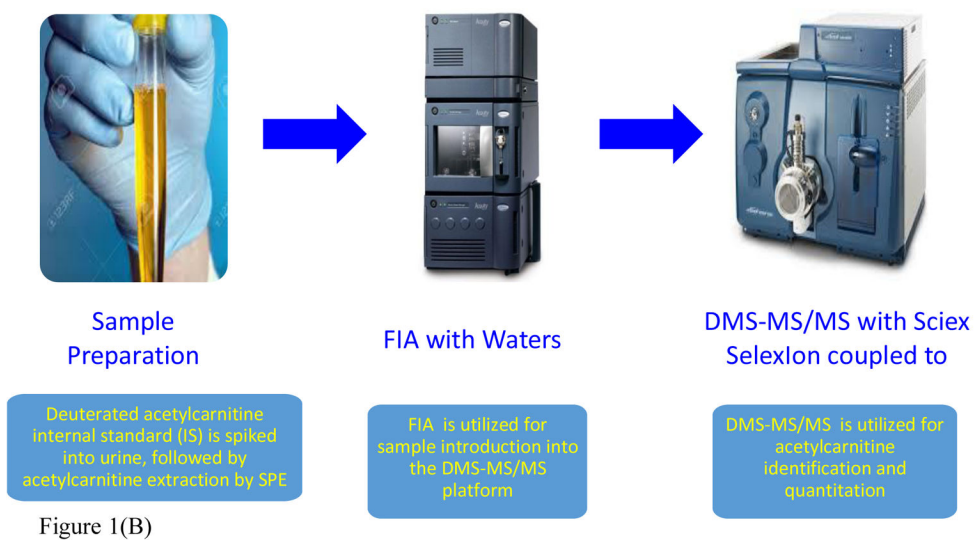 123RF
123RF
Sample
Preparation
FIA with Waters
DMS-MS/MS with Sciex
SelexIon coupled to
Deuterated acetylcarnitine
internal standard (IS) is spiked
into urine, followed by
acetylcarnitine extraction by SPE
FIA is utilized for
sample introduction into
the DMS-MS/MS
platform
DMS-MS/MS is utilized for
acetylcarnitine
identification and
quantitation
Figure 1(B)